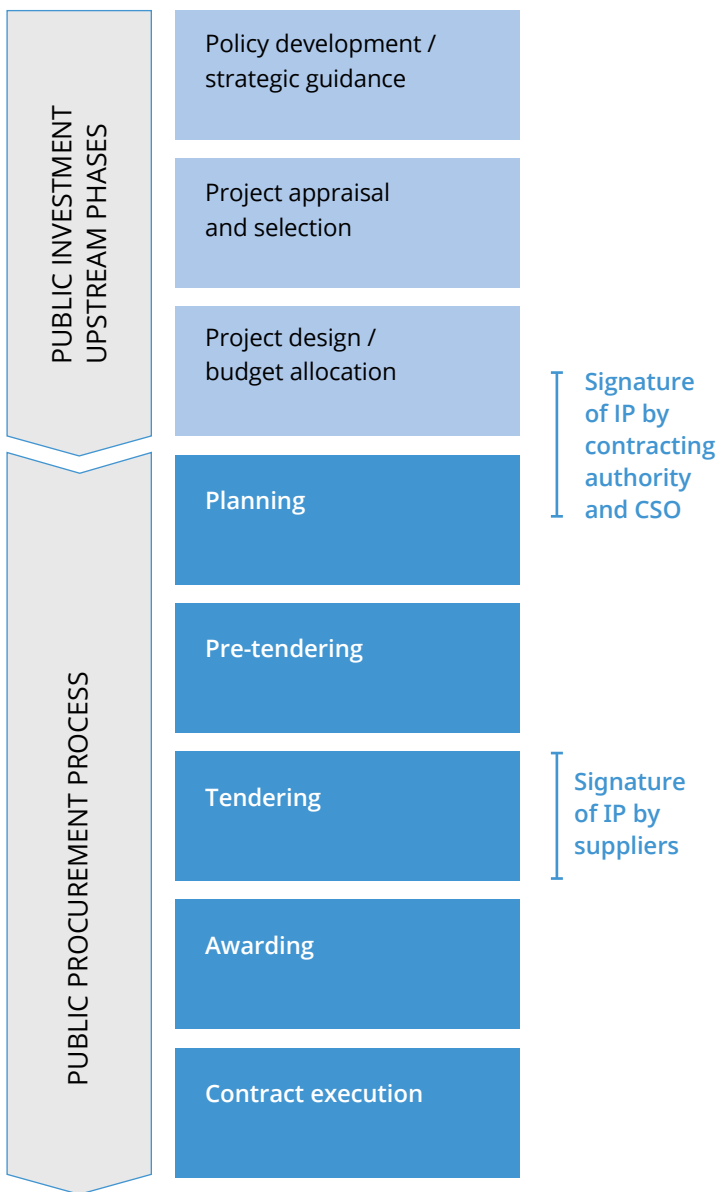 PUBLIC INVESTMENT
UPSTREAM PHASES
Policy development /
strategic guidance
Project appraisal
and selection
Project design /
budget allocation
Signature
of IP by
contracting
authority
and CSO
PUBLIC PROCUREMENT PROCESS
Planning
Pre-tendering
Tendering
Signature
of IP by
suppliers
Awarding
Contract execution